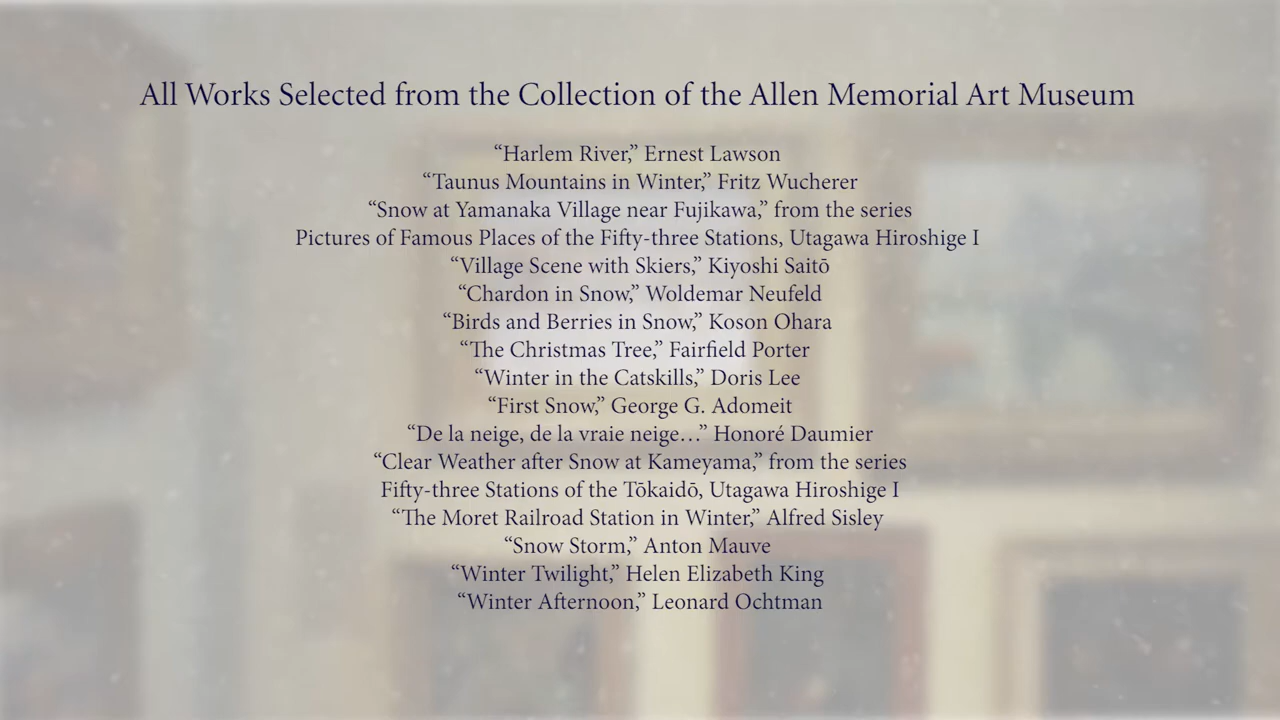 All Works Selected from the Collection of the Allen Memorial Art Museum
“Harlem River,” Ernest Lawson
“Taunus Mountains in Winter,” Fritz Wucherer
“Snow at Yamanaka Village near Fujikawa,” from the series
Pictures of Famous Places of the Fifty-three Stations, Utagawa Hiroshige I
“Village Scene with Skiers,” Kiyoshi Saitō
“Chardon in Snow,” Woldemar Neufeld
“Birds and Berries in Snow,” Koson Ohara
“The Christmas Tree,” Fairfield Porter
“Winter in the Catskills,” Doris Lee
“First Snow,” George G. Adomeit
“De la neige, de la vraie neige…” Honoré Daumier
“Clear Weather after Snow at Kameyama,” from the series
Fifty-three Stations of the Tōkaidō, Utagawa Hiroshige I
“The Moret Railroad Station in Winter,” Alfred Sisley
“Snow Storm,” Anton Mauve
“Winter Twilight,” Helen Elizabeth King
“Winter Afternoon,” Leonard Ochtman